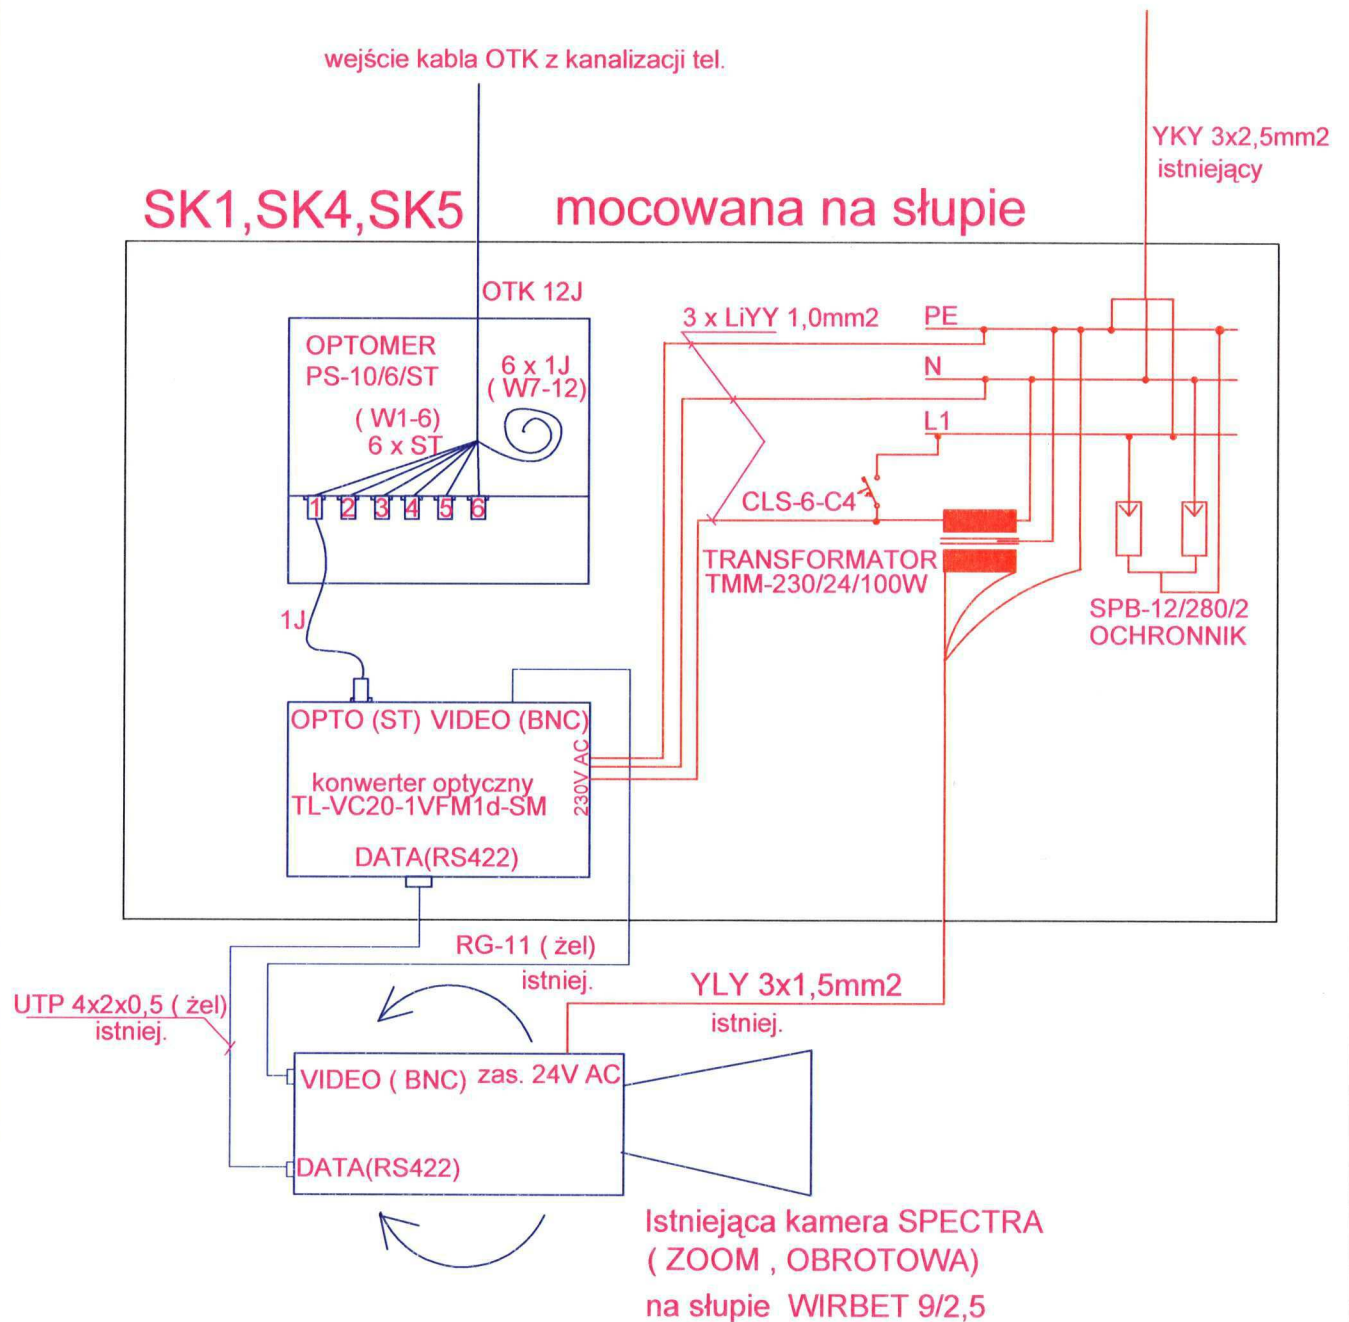 wejście kabla OTK z kanalizacji tel.
YKY 3x2,5mm2
istniejący
SK1,SK4,SK5 mocowana na słupie
OTK 12J
OPTOMER
PS-10/6/ST
6 x 1J
( W7-12)
( W1-6)
6 x ST
1 2 3 4 5 6
1J
3 x LiYY 1,0mm2
PE
N
L1
CLS-6-C4
TRANSFORMATOR
TMM-230/24/100W
SPB-12/280/2
OCHRONNIK
OPTO (ST) VIDEO (BNC)
230V AC
konwerter optyczny
TL-VC20-1VFM1d-SM
DATA(RS422)
RG-11 ( żel)
istniej.
UTP 4x2x0,5 ( żel)
istniej.
YLY 3x1,5mm2
istniej.
VIDEO ( BNC) zas. 24V AC
DATA(RS422)
Istniejąca kamera SPECTRA
( ZOOM , OBROTOWA)
na słupie WIRBET 9/2,5